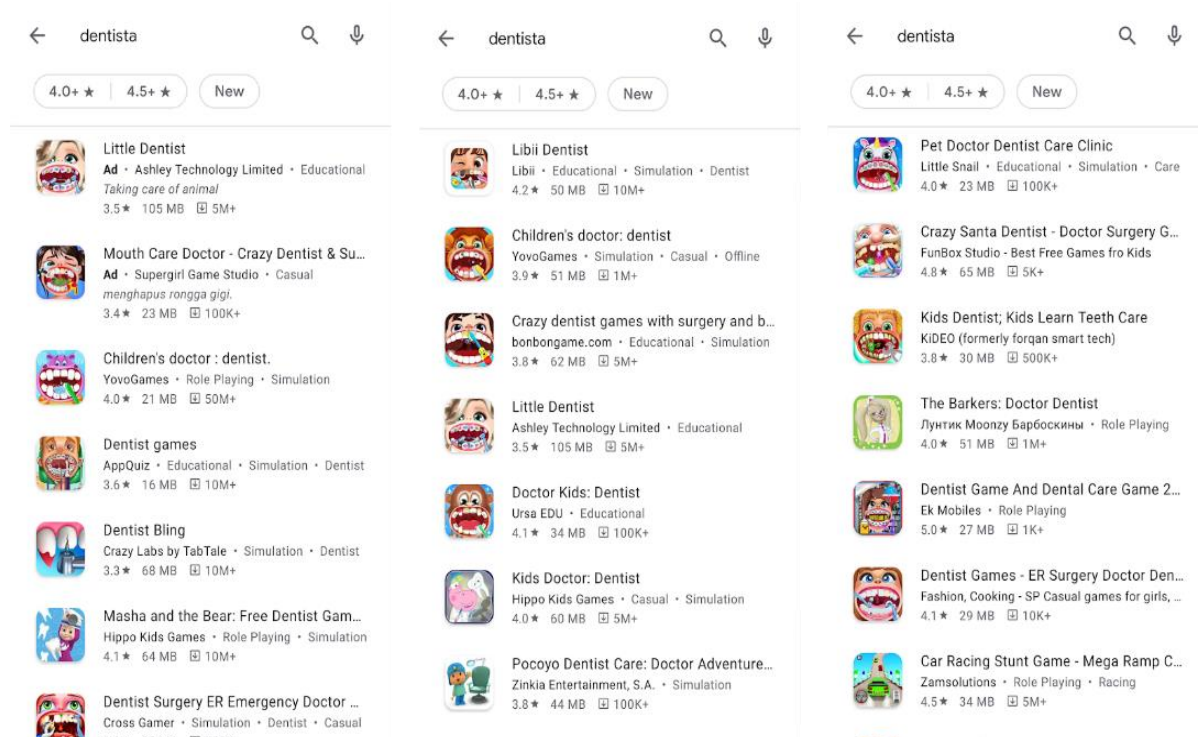 dentista
4.0+ ★ 4.5+ ★ New
Little Dentist
Ad • Ashley Technology Limited • Educational
Taking care of animal
3.5★ 105 MB 5M+
Mouth Care Doctor - Crazy Dentist & Su...
Ad • Supergirl Game Studio • Casual
menghapus rongga gigi.
3.4★ 23 MB 100K+
Children's doctor : dentist.
YovoGames • Role Playing • Simulation
4.0★ 21 MB 50M+
Dentist games
AppQuiz • Educational • Simulation • Dentist
3.6★ 16 MB 10M+
Dentist Bling
Crazy Labs by TabTale • Simulation • Dentist
3.3★ 68 MB 10M+
Masha and the Bear: Free Dentist Gam...
Hippo Kids Games • Role Playing • Simulation
4.1★ 64 MB 10M+
Dentist Surgery ER Emergency Doctor ...
Cross Gamer • Simulation • Dentist • Casual
dentista
4.0+ ★ 4.5+ ★ New
Libii Dentist
Libii • Educational • Simulation • Dentist
4.2★ 50 MB 10M+
Children's doctor: dentist
YovoGames • Simulation • Casual • Offline
3.9★ 51 MB 1M+
Crazy dentist games with surgery and b...
bonbongame.com • Educational • Simulation
3.8★ 62 MB 5M+
Little Dentist
Ashley Technology Limited • Educational
3.5★ 105 MB 5M+
Doctor Kids: Dentist
Ursa EDU • Educational
4.1★ 34 MB 100K+
Kids Doctor: Dentist
Hippo Kids Games • Casual • Simulation
4.0★ 60 MB 5M+
Pocoyo Dentist Care: Doctor Adventure...
Zinkia Entertainment, S.A. • Simulation
3.8★ 44 MB 100K+
dentista
4.0+ ★ 4.5+ ★ New
Pet Doctor Dentist Care Clinic
Little Snail • Educational • Simulation • Care
4.0★ 23 MB 100K+
Crazy Santa Dentist - Doctor Surgery G...
FunBox Studio - Best Free Games fro Kids
4.8★ 65 MB 5K+
Kids Dentist; Kids Learn Teeth Care
KiDEO (formerly forqan smart tech)
3.8★ 30 MB 500K+
The Barkers: Doctor Dentist
Лунтик Moonzy Барбоскины • Role Playing
4.0★ 51 MB 1M+
Dentist Game And Dental Care Game 2...
Ek Mobiles • Role Playing
5.0★ 27 MB 1K+
Dentist Games - ER Surgery Doctor Den...
Fashion, Cooking - SP Casual games for girls, ...
4.1★ 29 MB 10K+
Car Racing Stunt Game - Mega Ramp C...
Zamsolutions • Role Playing • Racing
4.5★ 34 MB 5M+